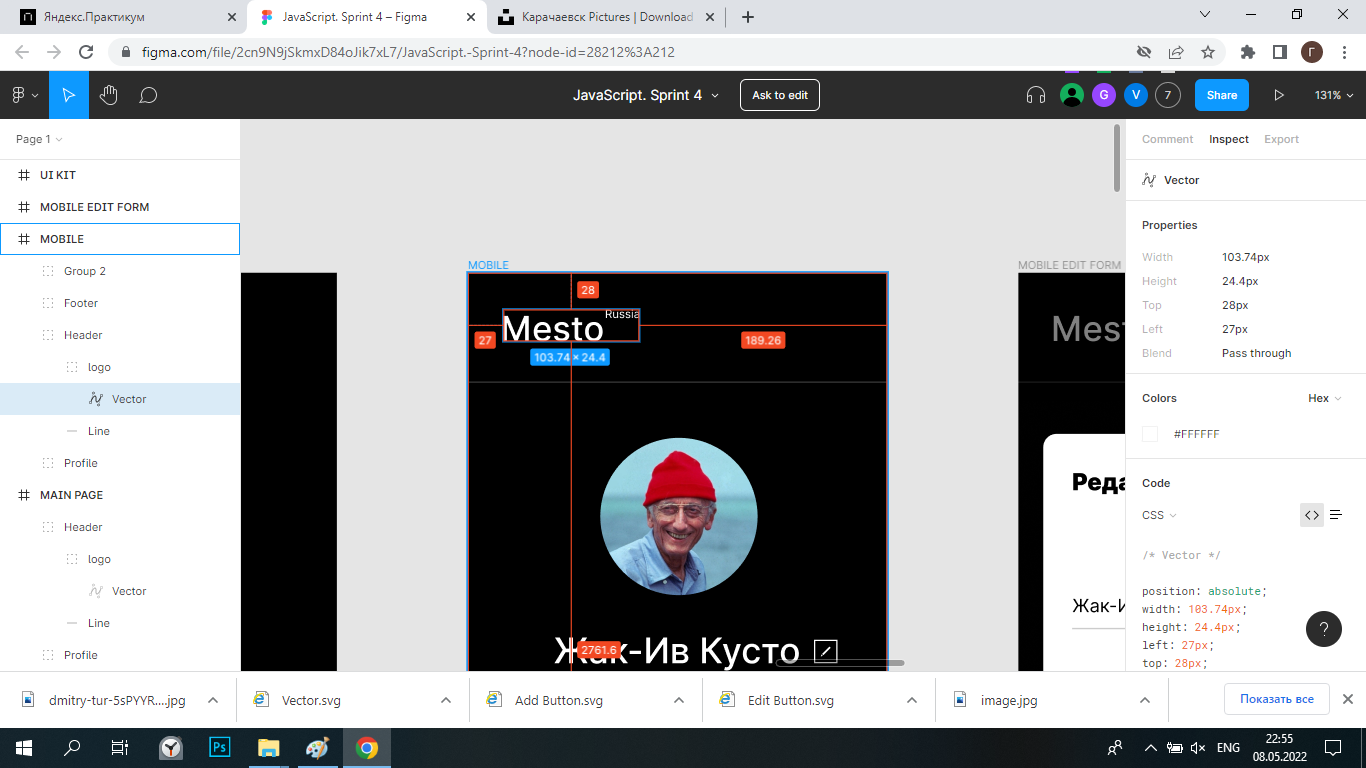 Яндекс.Практикум
JavaScript. Sprint 4 – Figma
Карачаевск Pictures | Download
figma.com/file/2cn9N9jSkmxD84oJik7xL7/JavaScript.-Sprint-4?node-id=28212%3A212
Г
JavaScript. Sprint 4
Ask to edit
G
V
7
Share
131%
Page 1
UI KIT
MOBILE EDIT FORM
MOBILE
Group 2
Footer
Header
logo
Vector
Line
Profile
MAIN PAGE
Header
logo
Vector
Line
Profile
MOBILE
28
Mesto
Russia
27
189.26
103.74 × 24.4
Жак-Ив Кусто
2761.6
MOBILE EDIT FORM
Mest
Реда
Жак-И
Comment Inspect Export
Vector
Properties
Width 103.74px
Height 24.4px
Top 28px
Left 27px
Blend Pass through
Colors Hex
#FFFFFF
Code
CSS
/* Vector */
position: absolute;
width: 103.74px;
height: 24.4px;
left: 27px;
top: 28px;
?
dmitry-tur-5sPYYR....jpg
Vector.svg
Add Button.svg
Edit Button.svg
image.jpg
Показать все
Ps
ENG
22:55
08.05.2022